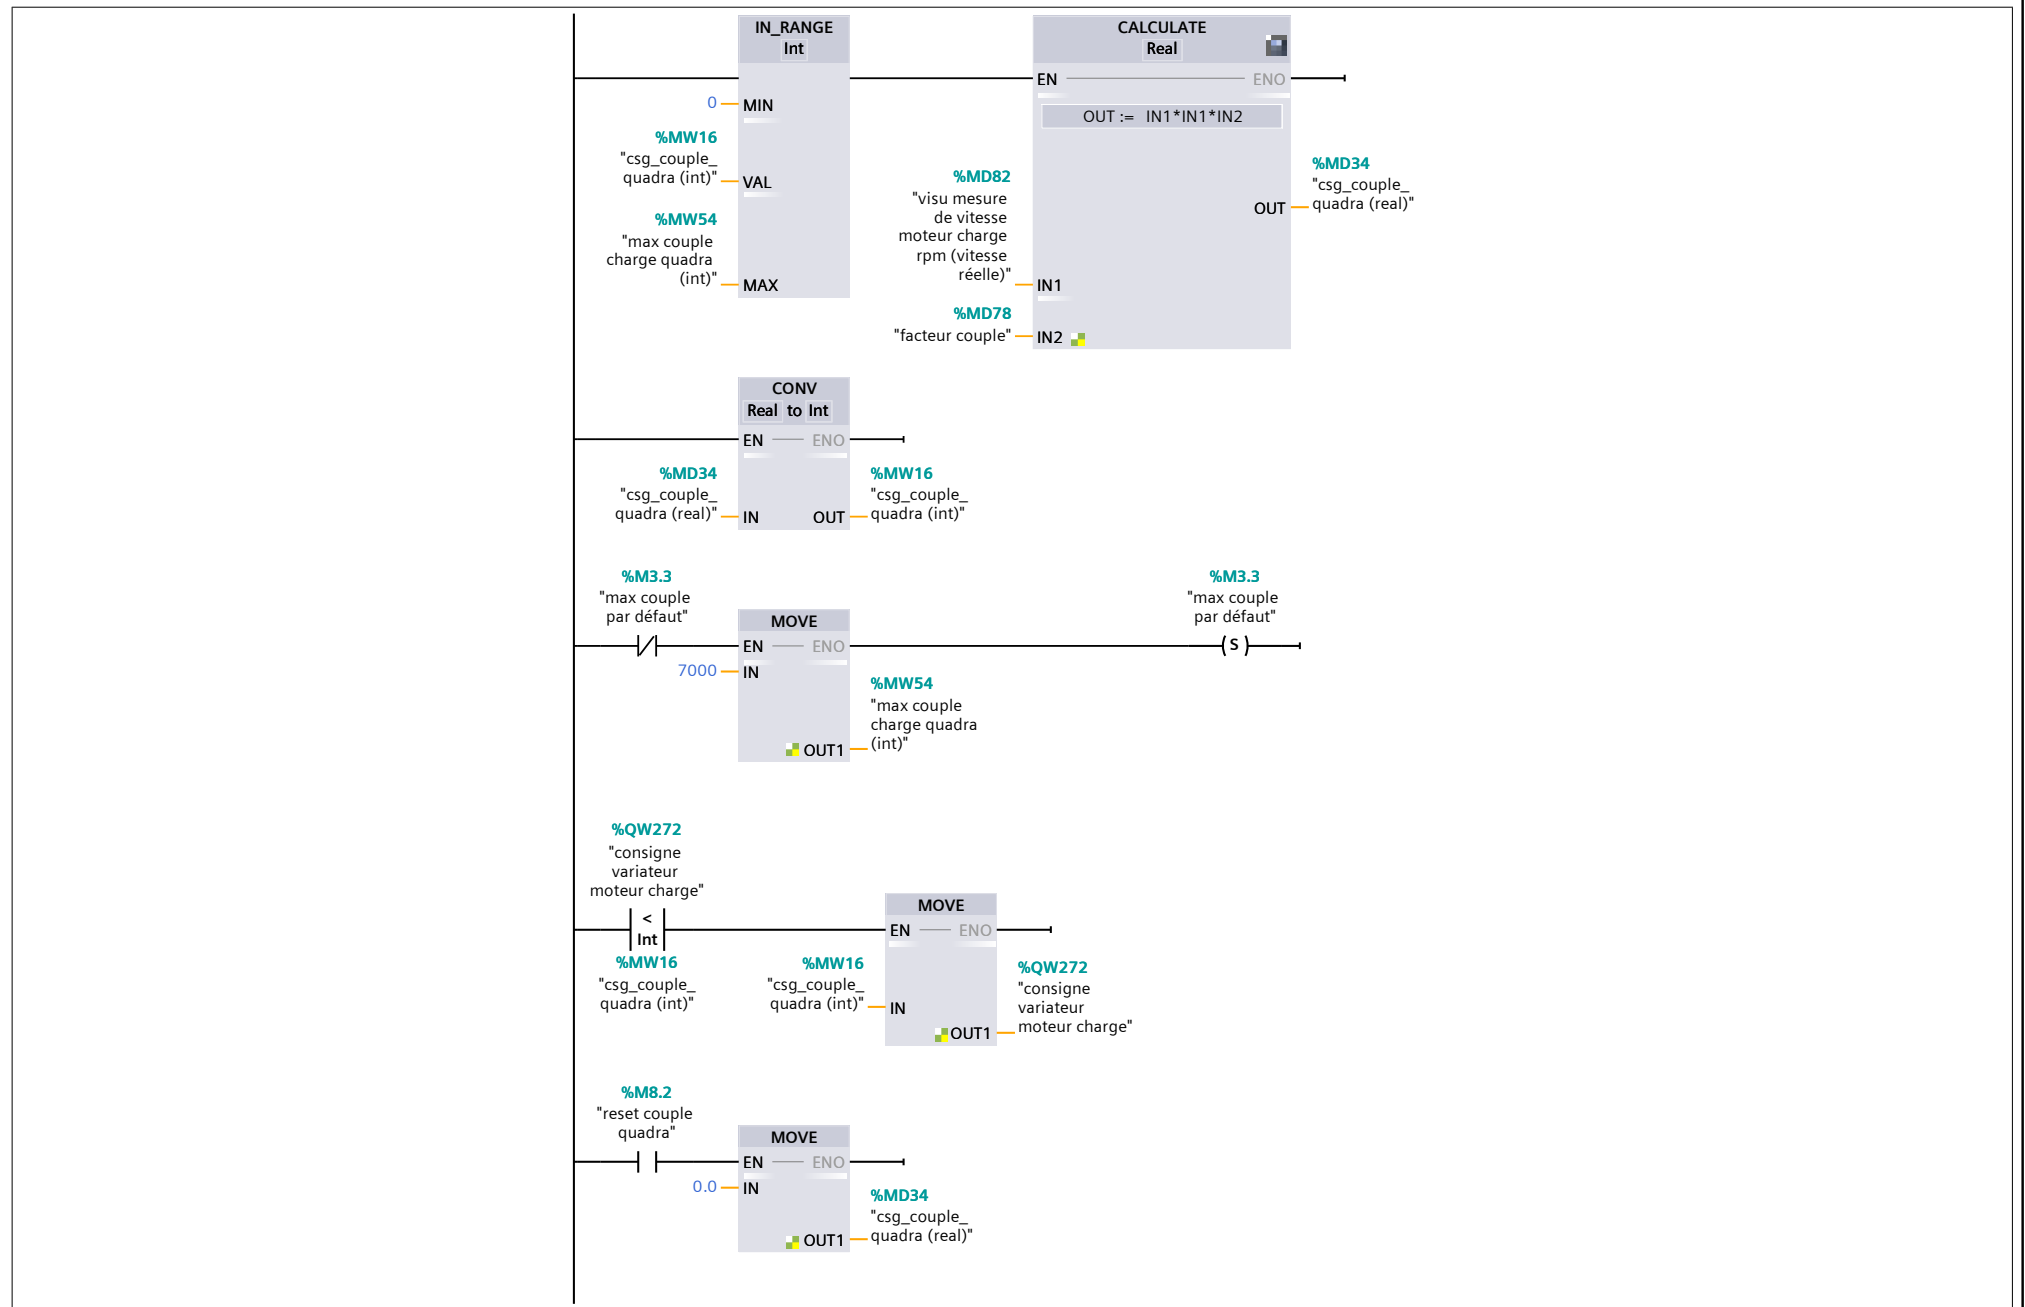 IN_RANGE
Int
0
MIN
%MW16
"csg_couple_
quadra (int)"
VAL
%MW54
"max couple
charge quadra
(int)"
MAX
CALCULATE
Real
EN
ENO
OUT := IN1*IN1*IN2
%MD82
"visu mesure
de vitesse
moteur charge
rpm (vitesse
réelle)"
IN1
%MD78
"facteur couple"
IN2
%MD34
"csg_couple_
quadra (real)"
OUT
CONV
Real to Int
EN
ENO
%MD34
"csg_couple_
quadra (real)"
IN
OUT
%MW16
"csg_couple_
quadra (int)"
%M3.3
"max couple
par défaut"
MOVE
EN
ENO
7000
IN
OUT1
%MW54
"max couple
charge quadra
(int)"
%M3.3
"max couple
par défaut"
S
%QW272
"consigne
variateur
moteur charge"
<
Int
%MW16
"csg_couple_
quadra (int)"
MOVE
EN
ENO
%MW16
"csg_couple_
quadra (int)"
IN
OUT1
%QW272
"consigne
variateur
moteur charge"
%M8.2
"reset couple
quadra"
MOVE
EN
ENO
0.0
IN
OUT1
%MD34
"csg_couple_
quadra (real)"